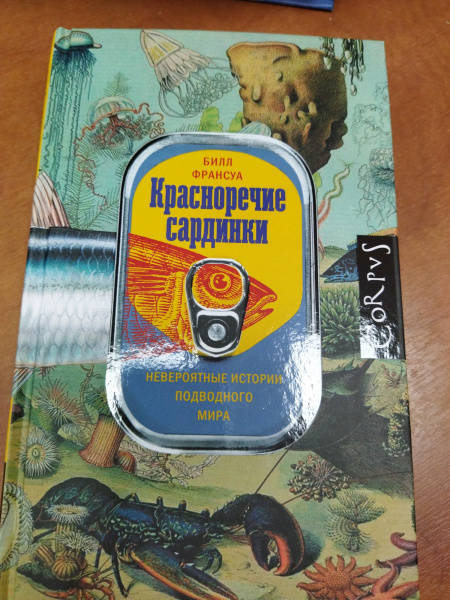 БИЛЛ
ФРАНСУА
Красноречие
сардинки
CORPUS
НЕВЕРОЯТНЫЕ ИСТОРИИ
ПОДВОДНОГО
МИРА